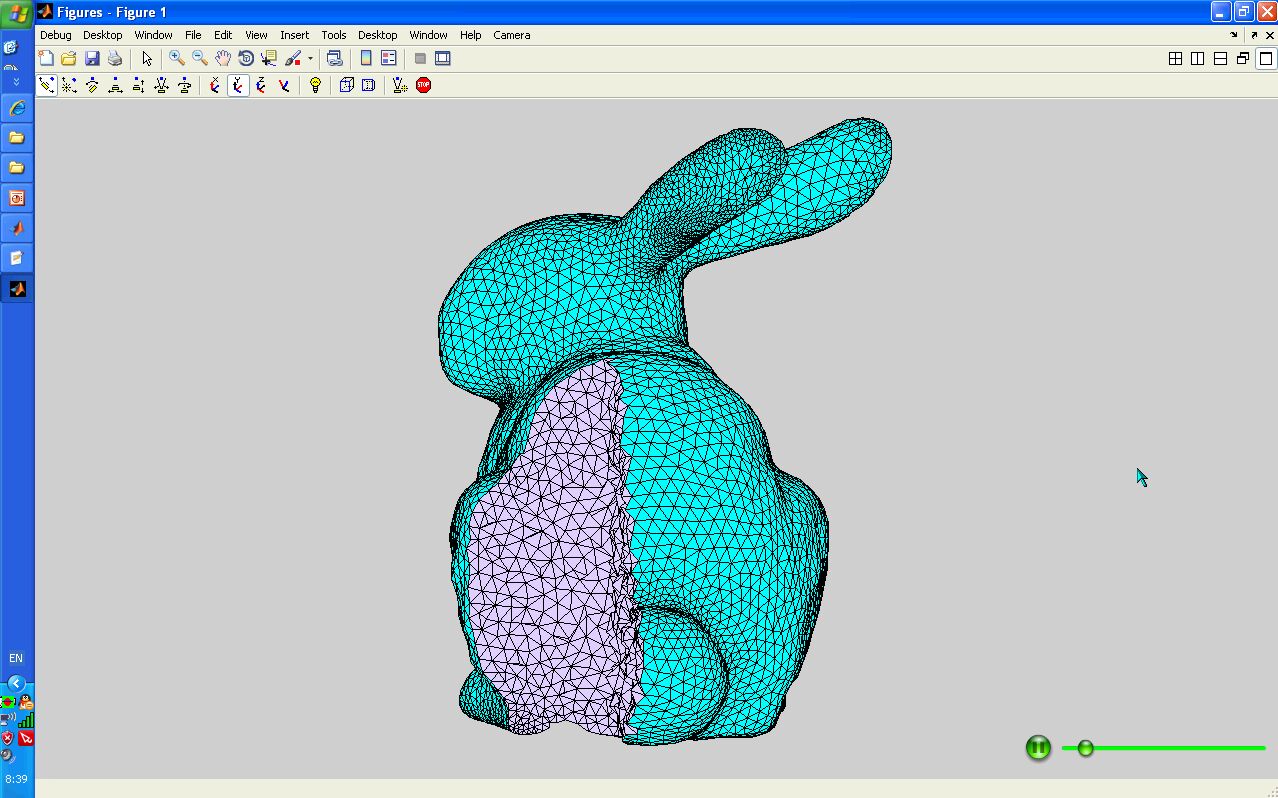 Figures - Figure 1
Debug Desktop Window File Edit View Insert Tools Desktop Window Help Camera
STOP
EN
8:39